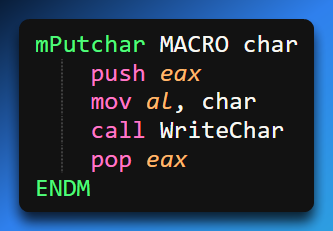 mPutchar MACRO char
    push eax
    mov al, char
    call WriteChar
    pop eax
ENDM